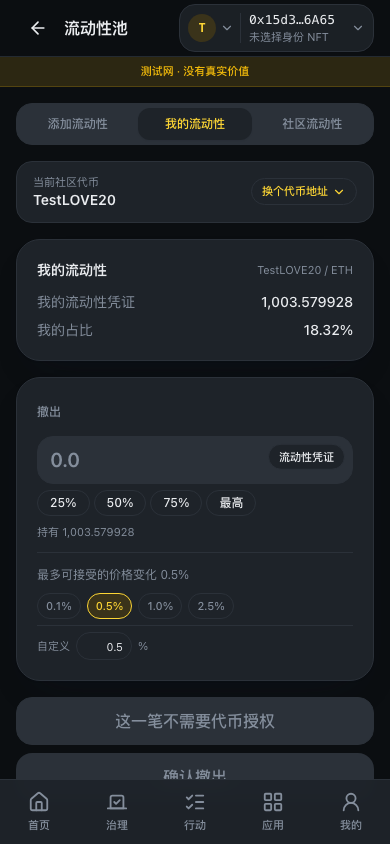 流动性池
T
0x15d3…6A65
未选择身份 NFT
测试网 · 没有真实价值
添加流动性
我的流动性
社区流动性
当前社区代币
TestLOVE20
换个代币地址
我的流动性
TestLOVE20 / ETH
我的流动性凭证
1,003.579928
我的占比
18.32%
撤出
0.0
流动性凭证
25%
50%
75%
最高
持有 1,003.579928
最多可接受的价格变化 0.5%
0.1%
0.5%
1.0%
2.5%
自定义
0.5
%
这一笔不需要代币授权
确认撤出
首页
治理
行动
应用
我的